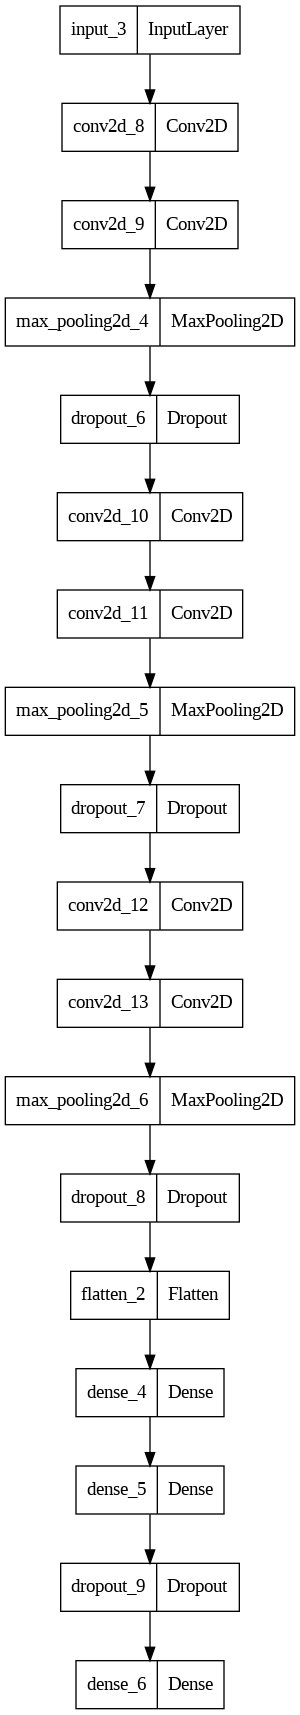 input_3 InputLayer
conv2d_8 Conv2D
conv2d_9 Conv2D
max_pooling2d_4 MaxPooling2D
dropout_6 Dropout
conv2d_10 Conv2D
conv2d_11 Conv2D
max_pooling2d_5 MaxPooling2D
dropout_7 Dropout
conv2d_12 Conv2D
conv2d_13 Conv2D
max_pooling2d_6 MaxPooling2D
dropout_8 Dropout
flatten_2 Flatten
dense_4 Dense
dense_5 Dense
dropout_9 Dropout
dense_6 Dense